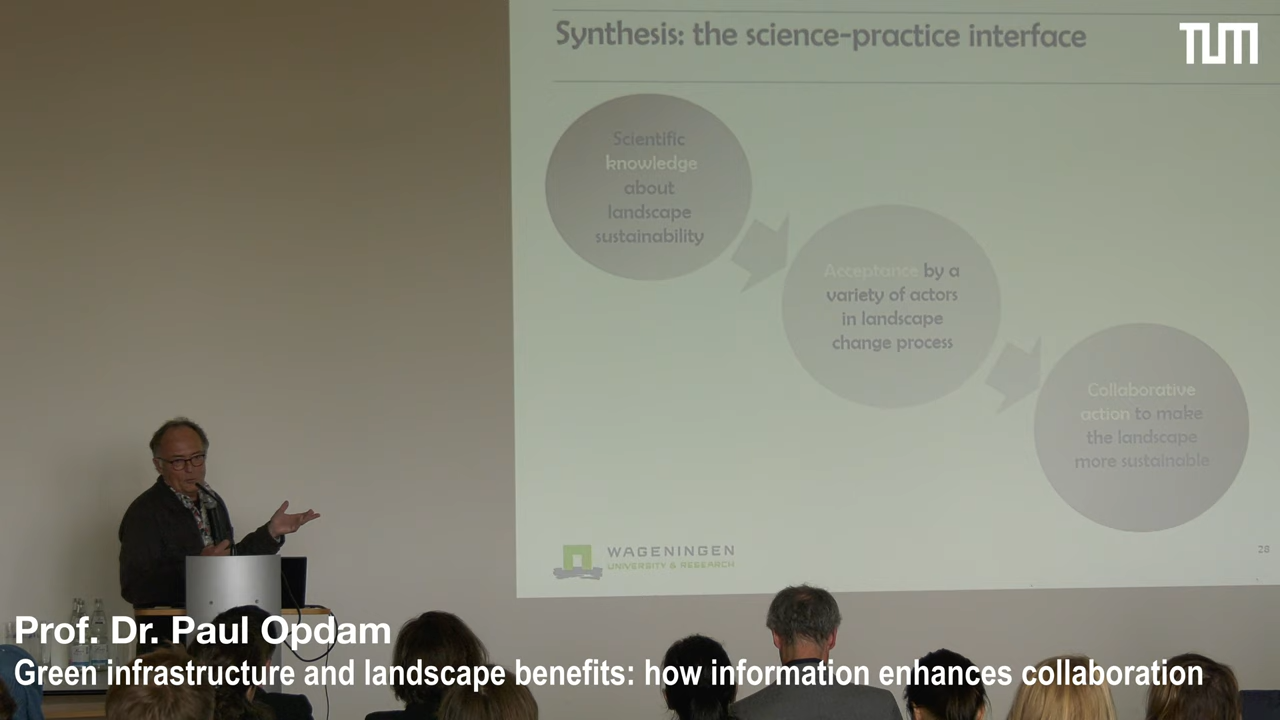 Synthesis: the science-practice interface
TUM
Scientific
knowledge
about
landscape
sustainability
Acceptance by a
variety of actors
in landscape
change process
Collaborative
action to make
the landscape
more sustainable
WAGENINGEN
UNIVERSITY & RESEARCH
28
Prof. Dr. Paul Opdam
Green infrastructure and landscape benefits: how information enhances collaboration